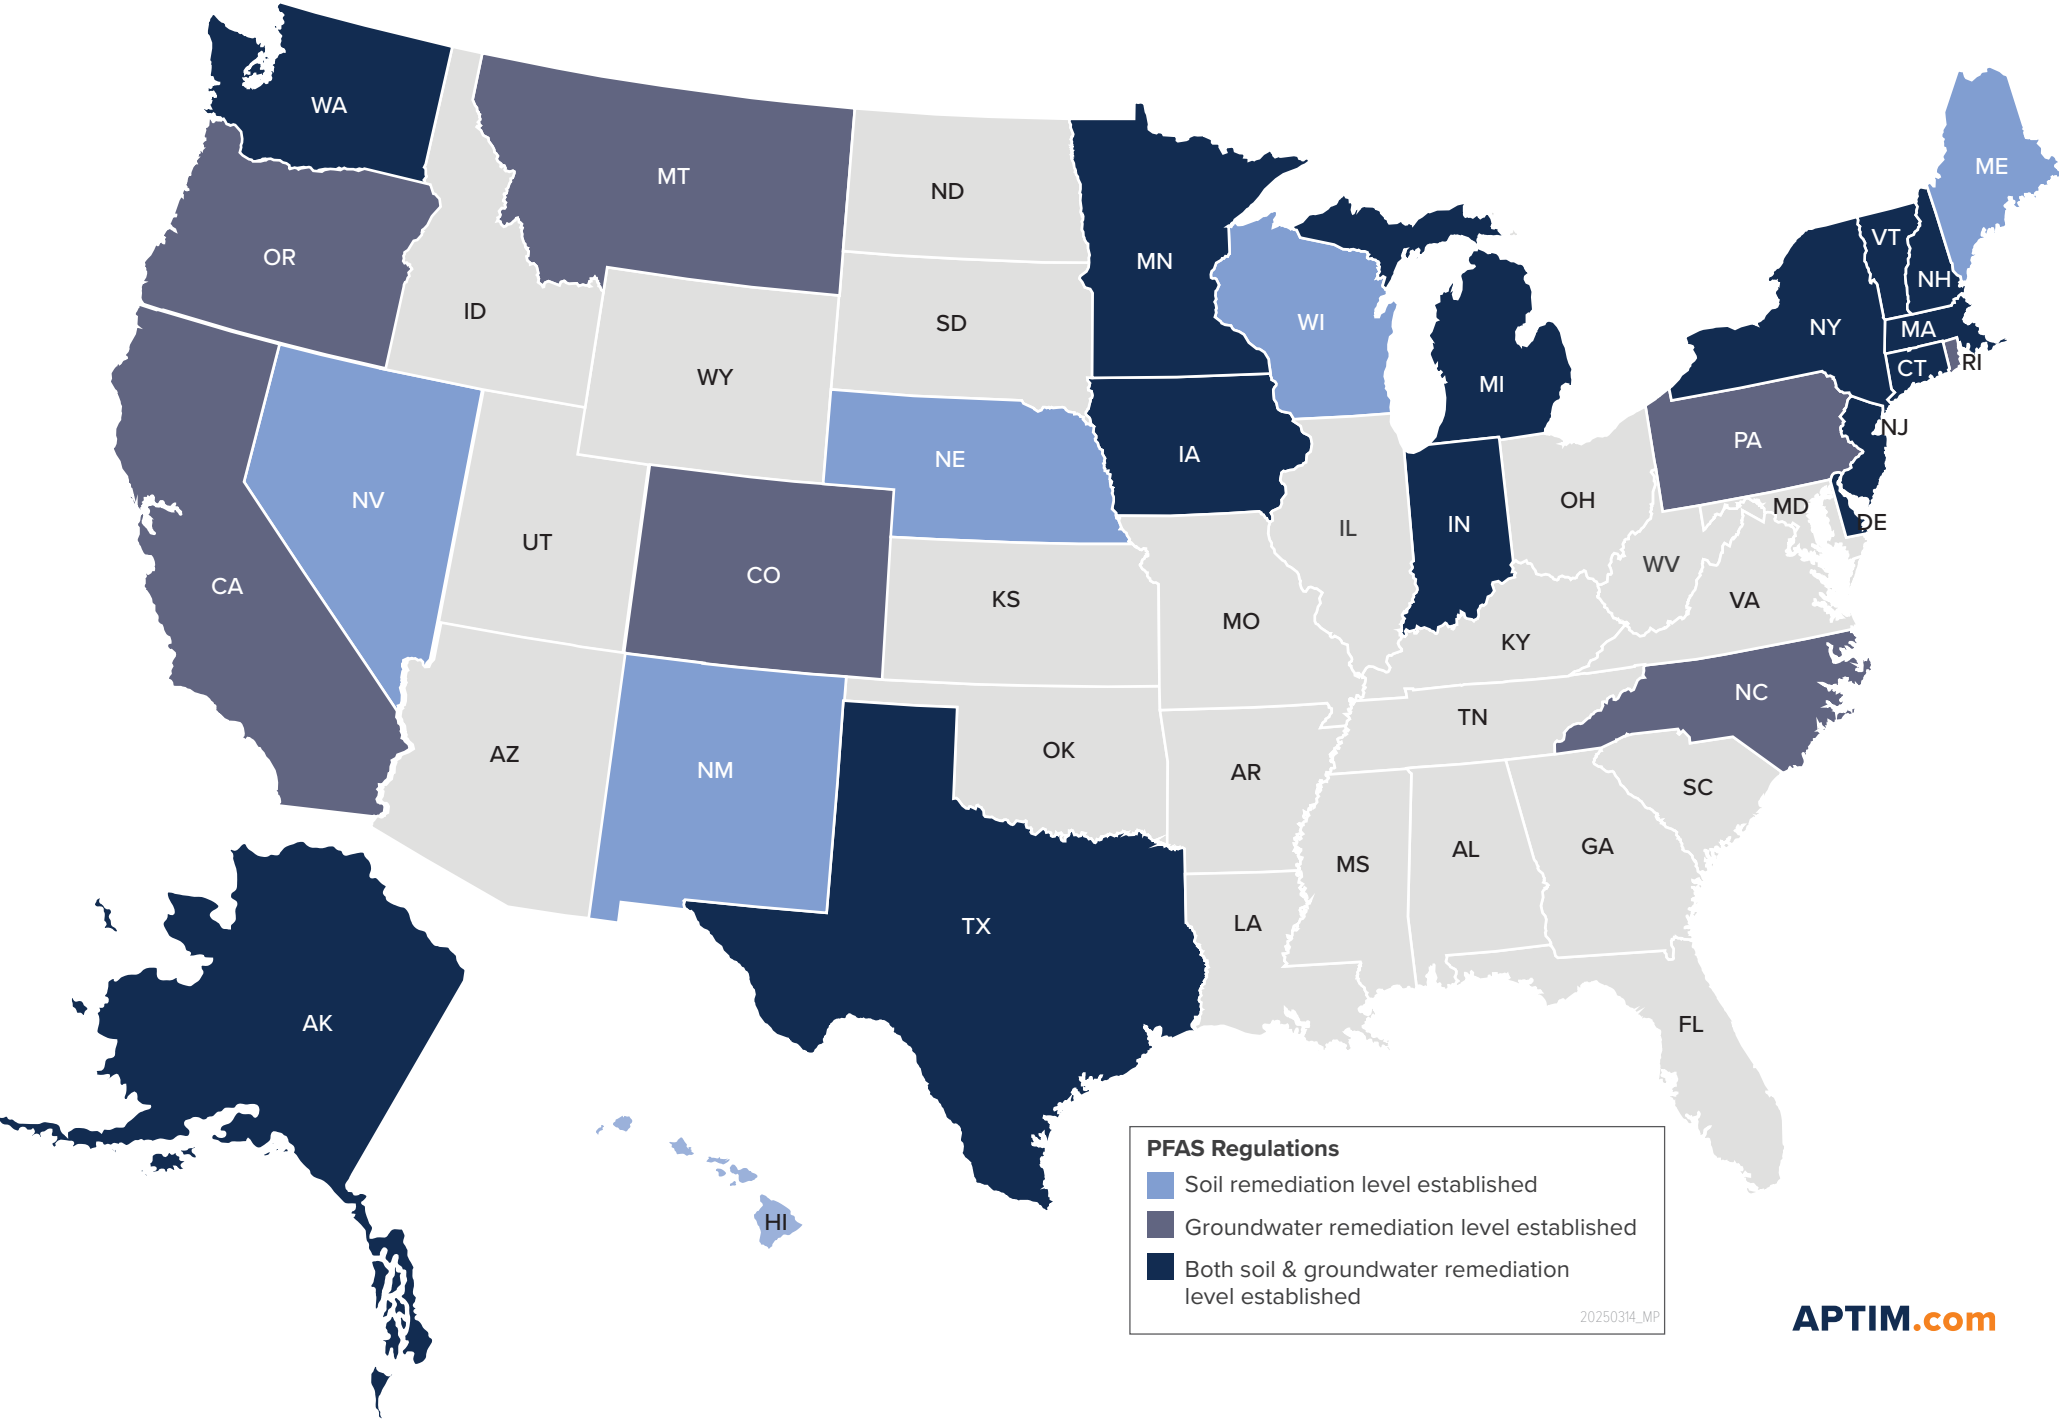 WA
MT
ND
ME
OR
MN
VT
NH
ID
SD
WI
NY
MA
RI
CT
WY
MI
NE
IA
PA
NJ
NV
UT
IL
IN
OH
MD
DE
CA
CO
KS
MO
WV
VA
KY
NC
AZ
NM
OK
AR
TN
SC
TX
LA
MS
AL
GA
AK
FL
HI
PFAS Regulations
Soil remediation level established
Groundwater remediation level established
Both soil & groundwater remediation
level established
20250314_MP
APTIM.com